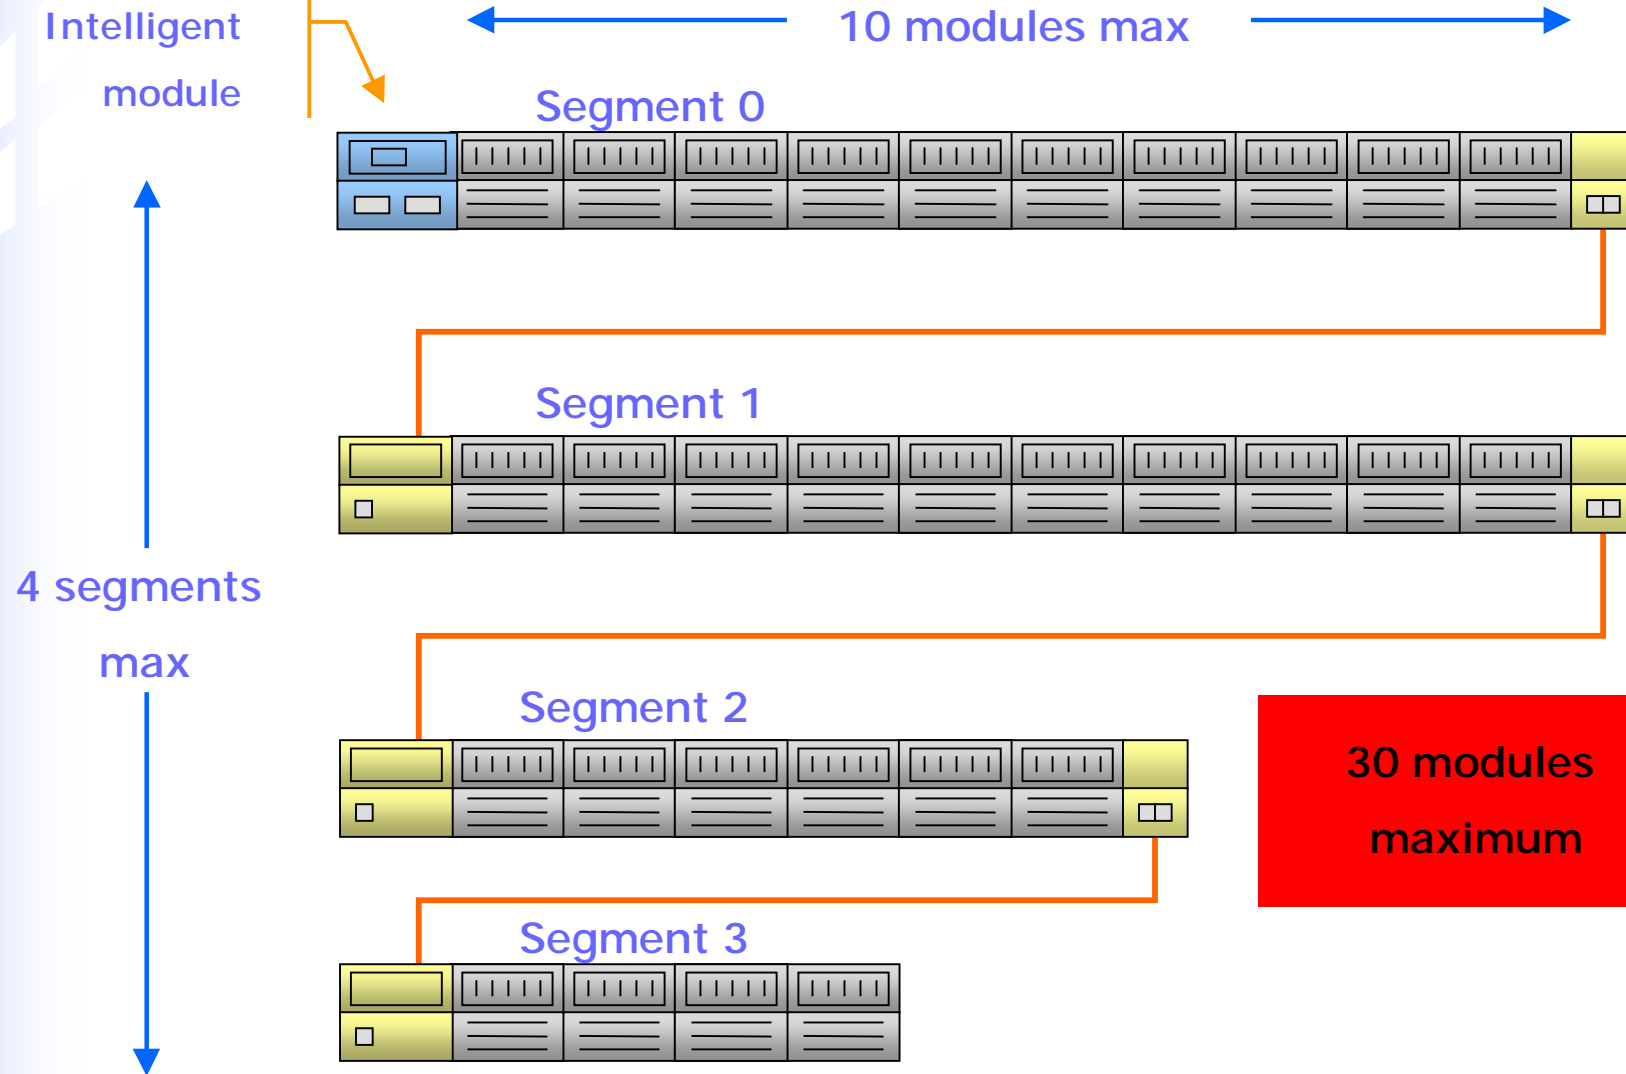 Intelligent
module
10 modules max
Segment 0
Segment 1
4 segments
max
Segment 2
30 modules
maximum
Segment 3